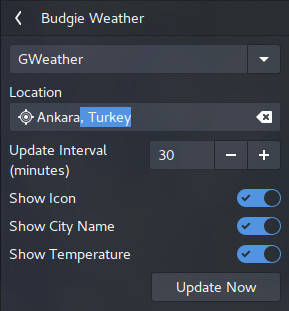 Budgie Weather
GWeather
Location
Ankara, Turkey
Update Interval
(minutes)
30
Show Icon
Show City Name
Show Temperature
Update Now